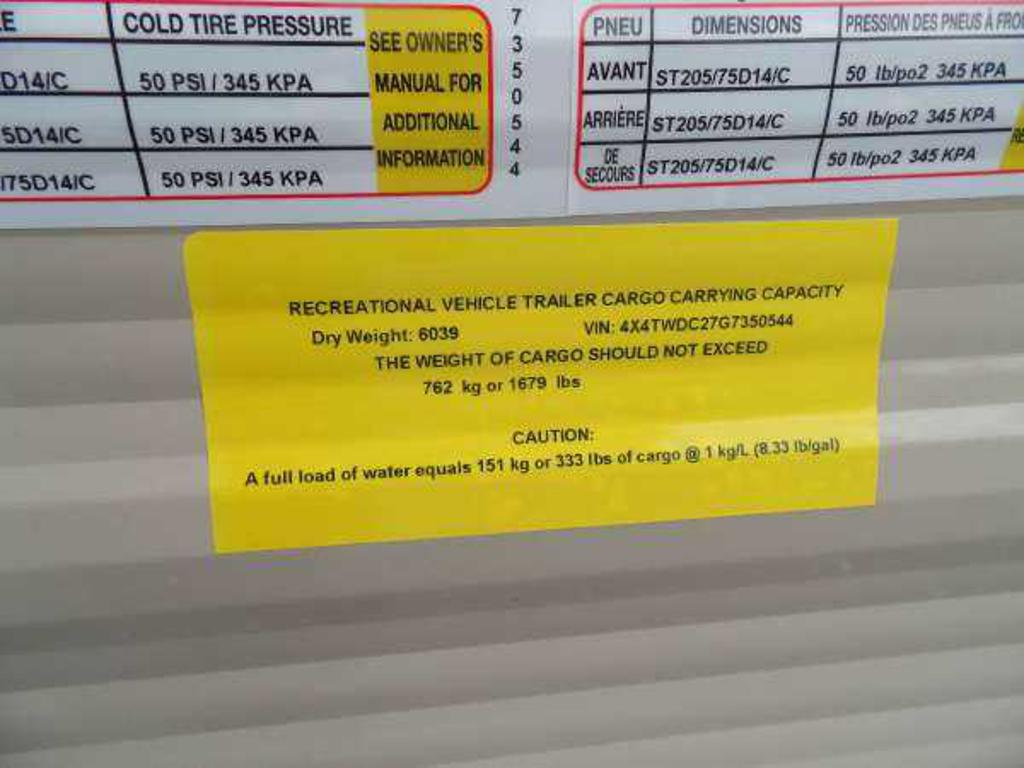 E COLD TIRE PRESSURE
D14/C 50 PSI / 345 KPA
5D14/C 50 PSI / 345 KPA
/75D14/C 50 PSI / 345 KPA
SEE OWNER'S
MANUAL FOR
ADDITIONAL
INFORMATION
7
3
5
0
5
4
4
PNEU DIMENSIONS PRESSION DES PNEUS À FROI
AVANT ST205/75D14/C 50 lb/po2 345 KPA
ARRIÈRE ST205/75D14/C 50 lb/po2 345 KPA
DE
SECOURS ST205/75D14/C 50 lb/po2 345 KPA
RECREATIONAL VEHICLE TRAILER CARGO CARRYING CAPACITY
Dry Weight: 6039 VIN: 4X4TWDC27G7350544
THE WEIGHT OF CARGO SHOULD NOT EXCEED
762 kg or 1679 lbs
CAUTION:
A full load of water equals 151 kg or 333 lbs of cargo @ 1 kg/L (8.33 lb/gal)